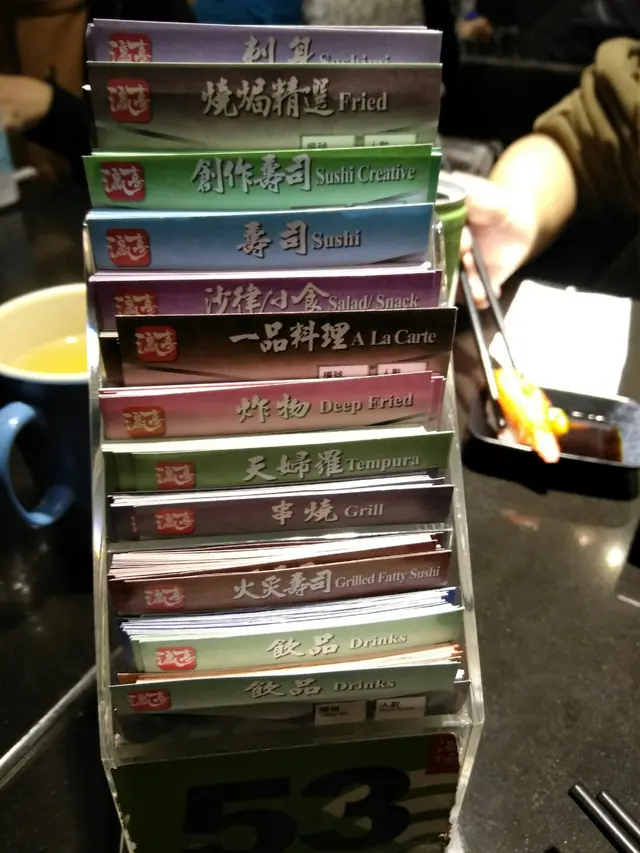 刺身 Sashimi
燒焗精選 Fried
創作壽司 Sushi Creative
壽司 Sushi
沙律/小食 Salad/ Snack
一品料理 A La Carte
炸物 Deep Fried
天婦羅 Tempura
串燒 Grill
火炙壽司 Grilled Fatty Sushi
飲品 Drinks
飲品 Drinks
人數
53